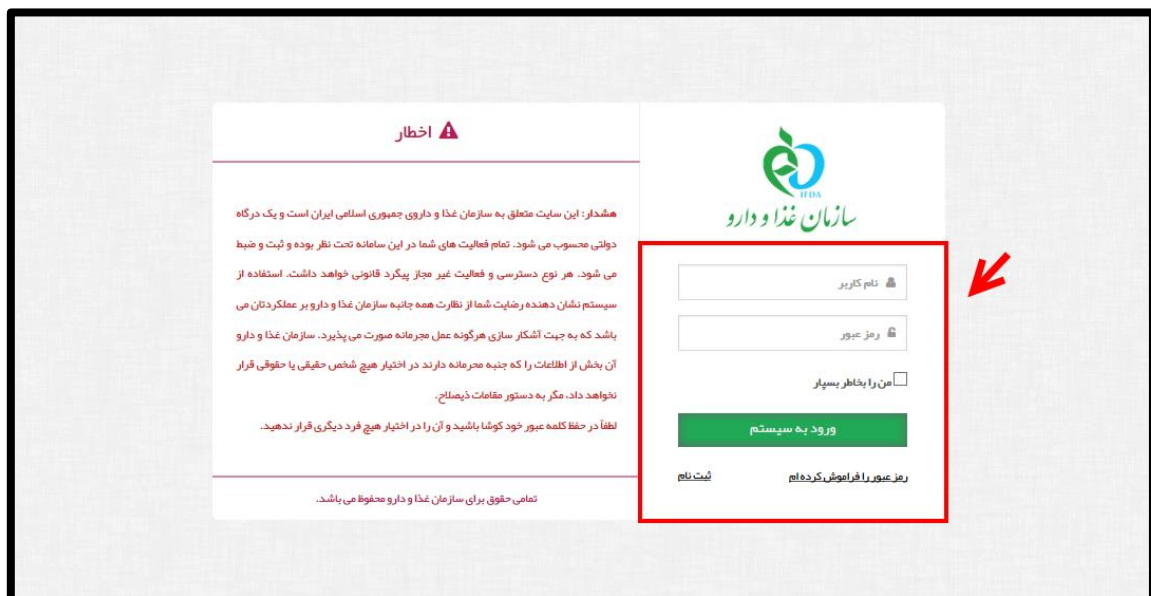 IFDA
سازمان غذا و دارو
نام کاربر
رمز عبور
من را بخاطر بسپار
ورود به سیستم
رمز عبور را فراموش کرده ام
ثبت نام
اخطار
هشدار: این سایت متعلق به سازمان غذا و داروی جمهوری اسلامی ایران است و یک درگاه
دولتی محسوب می شود. تمام فعالیت های شما در این سامانه تحت نظر بوده و ثبت و ضبط
می شود. هر نوع دسترسی و فعالیت غیر مجاز پیگرد قانونی خواهد داشت. استفاده از
سیستم نشان دهنده رضایت شما از نظارت همه جانبه سازمان غذا و دارو بر عملکردتان می
باشد که به جهت آشکار سازی هرگونه عمل مجرمانه صورت می پذیرد. سازمان غذا و دارو
آن بخش از اطلاعات را که جنبه محرمانه دارند در اختیار هیچ شخص حقیقی یا حقوقی قرار
نخواهد داد، مگر به دستور مقامات ذیصلاح.
لطفاً در حفظ کلمه عبور خود کوشا باشید و آن را در اختیار هیچ فرد دیگری قرار ندهید.
تمامی حقوق برای سازمان غذا و دارو محفوظ می باشد.